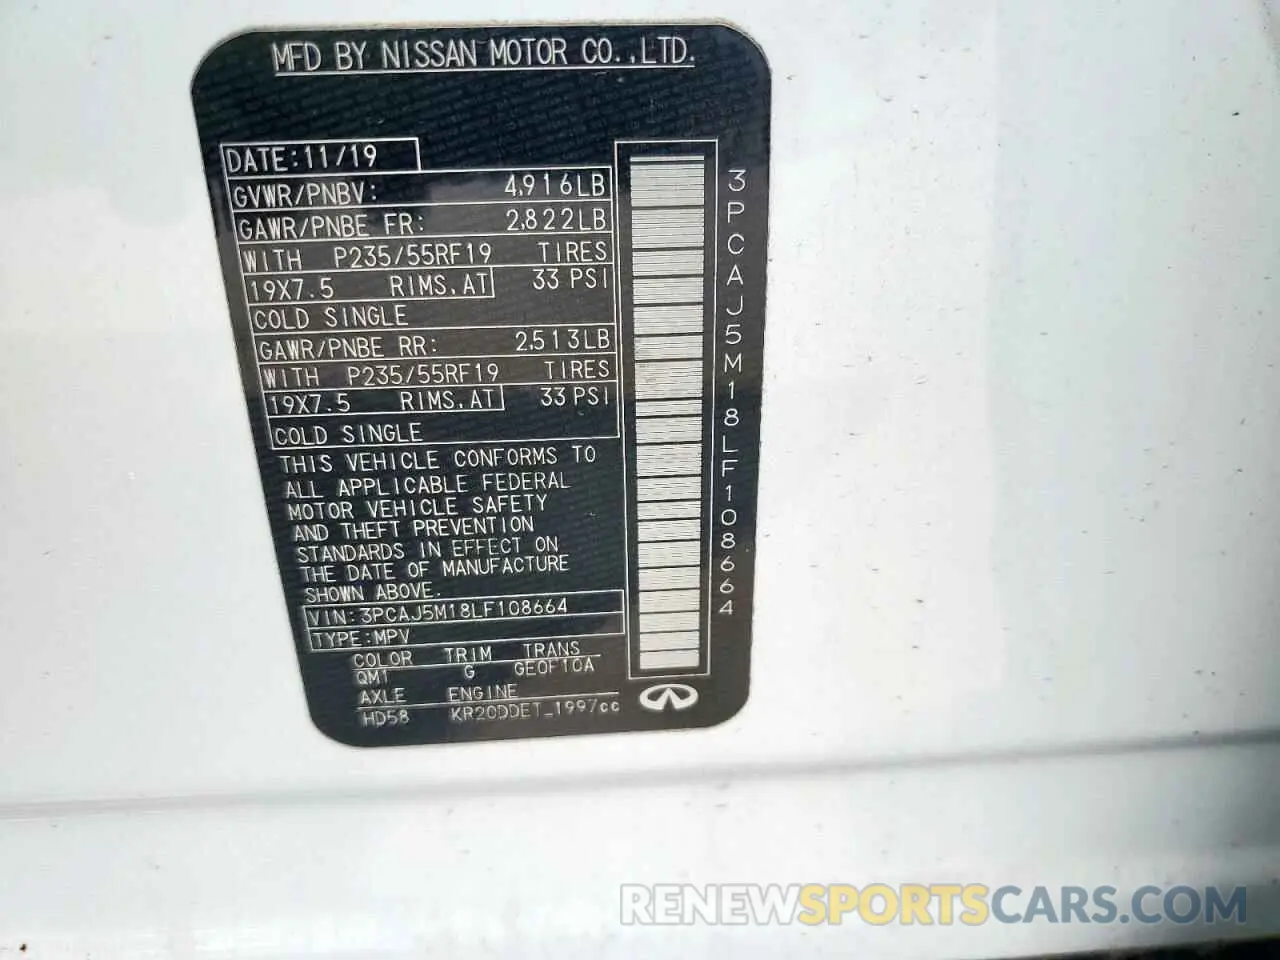 MFD BY NISSAN MOTOR CO.,LTD.
DATE:11/19
GVWR/PNBV: 4,916LB
GAWR/PNBE FR: 2,822LB
WITH P235/55RF19 TIRES
19X7.5 RIMS.AT 33 PSI
COLD SINGLE
GAWR/PNBE RR: 2,513LB
WITH P235/55RF19 TIRES
19X7.5 RIMS.AT 33 PSI
COLD SINGLE
THIS VEHICLE CONFORMS TO
ALL APPLICABLE FEDERAL
MOTOR VEHICLE SAFETY
AND THEFT PREVENTION
STANDARDS IN EFFECT ON
THE DATE OF MANUFACTURE
SHOWN ABOVE.
VIN:3PCAJ5M18LF108664
TYPE:MPV
COLOR TRIM TRANS
QM1 G GE0F10A
AXLE ENGINE
HD58 KR20DDET_1997cc
3PCAJ5M18LF108664
RENEWSPORTSCARS.COM